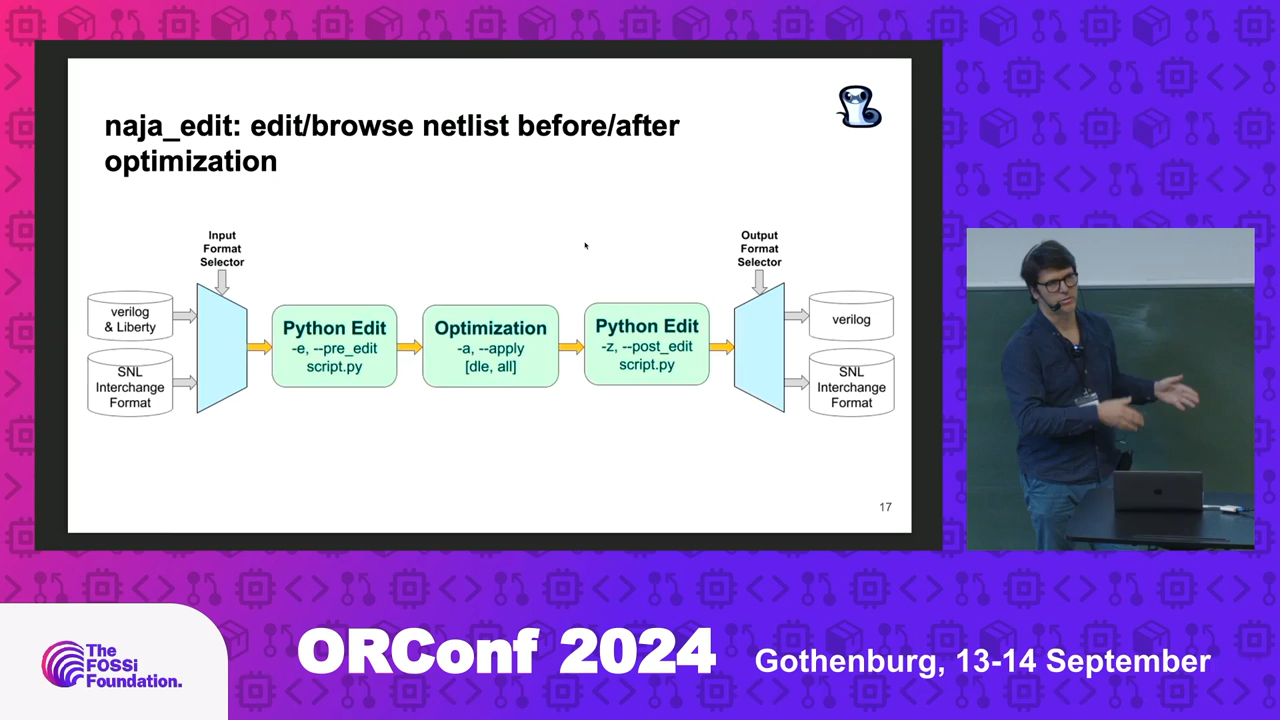 naja_edit: edit/browse netlist before/after
optimization
Input
Format
Selector
Output
Format
Selector
verilog
& Liberty
SNL
Interchange
Format
Python Edit
-e, --pre_edit
script.py
Optimization
-a, --apply
[dle, all]
Python Edit
-z, --post_edit
script.py
verilog
SNL
Interchange
Format
17
The
FOSSi
Foundation.
ORConf 2024
Gothenburg, 13-14 September